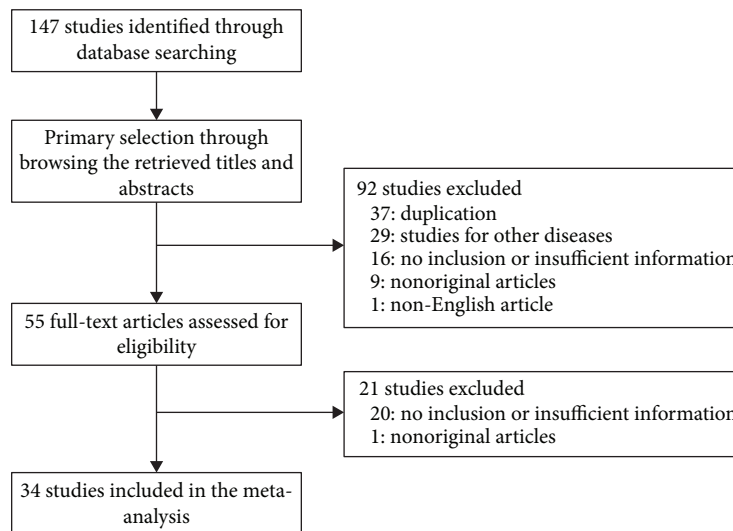 147 studies identified through
database searching
Primary selection through
browsing the retrieved titles and
abstracts
92 studies excluded
37: duplication
29: studies for other diseases
16: no inclusion or insufficient information
9: nonoriginal articles
1: non-English article
55 full-text articles assessed for
eligibility
21 studies excluded
20: no inclusion or insufficient information
1: nonoriginal articles
34 studies included in the meta-
analysis